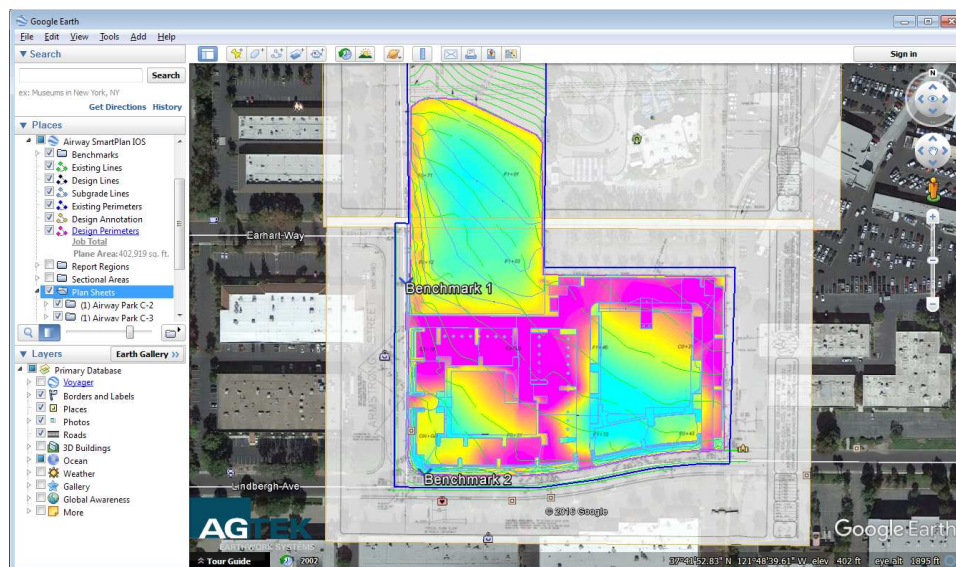 Google Earth
File Edit View Tools Add Help
Search
Search
ex: Museums in New York, NY
Get Directions History
Places
Airway SmartPlan IOS
Benchmarks
Existing Lines
Design Lines
Subgrade Lines
Existing Perimeters
Design Annotation
Design Perimeters
Job Total
Plane Area:402,919 sq. ft.
Report Regions
Sectional Areas
Plan Sheets
(1) Airway Park C-2
(1) Airway Park C-3
Layers
Earth Gallery >>
Primary Database
Voyager
Borders and Labels
Places
Photos
Roads
3D Buildings
Ocean
Weather
Gallery
Global Awareness
More
Sign in
N
Earhart-Way
Benchmark 1
Benchmark 2
Lindbergh-Ave
© 2016 Google
AGTEK
EARTHWORK SYSTEMS
Google Earth
Tour Guide
2002
37°41'52.83" N 121°48'39.61" W elev 402 ft eye alt 1895 ft